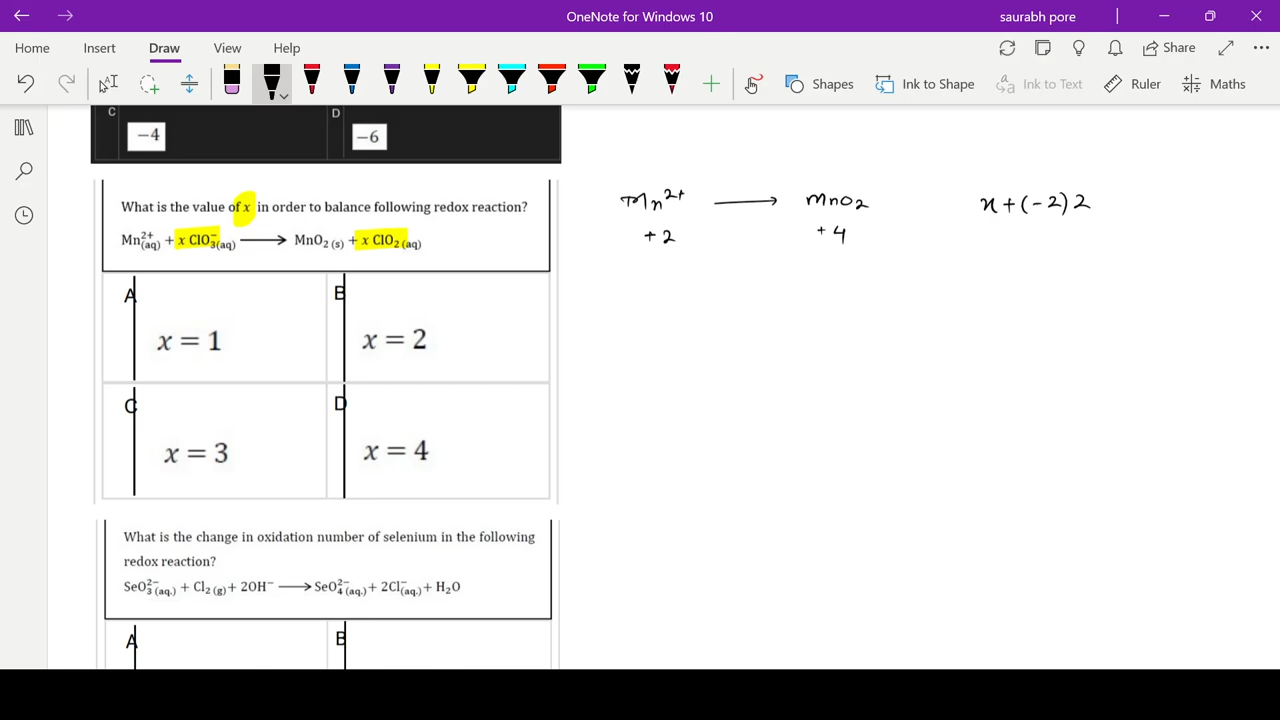 OneNote for Windows 10
saurabh pore
Home Insert Draw View Help
Share
Shapes Ink to Shape Ink to Text Ruler Maths
C −4 D −6
What is the value of x in order to balance following redox reaction?
Mn²⁺(aq) + x ClO₃⁻(aq) ⟶ MnO₂ (s) + x ClO₂ (aq)
A x = 1 B x = 2
C x = 3 D x = 4
What is the change in oxidation number of selenium in the following
redox reaction?
SeO₃²⁻(aq.) + Cl₂ (g) + 2OH⁻ ⟶ SeO₄²⁻(aq.) + 2Cl⁻(aq.) + H₂O
A B
Mn²⁺ ⟶ MnO₂ x+(-2)2
+2 +4